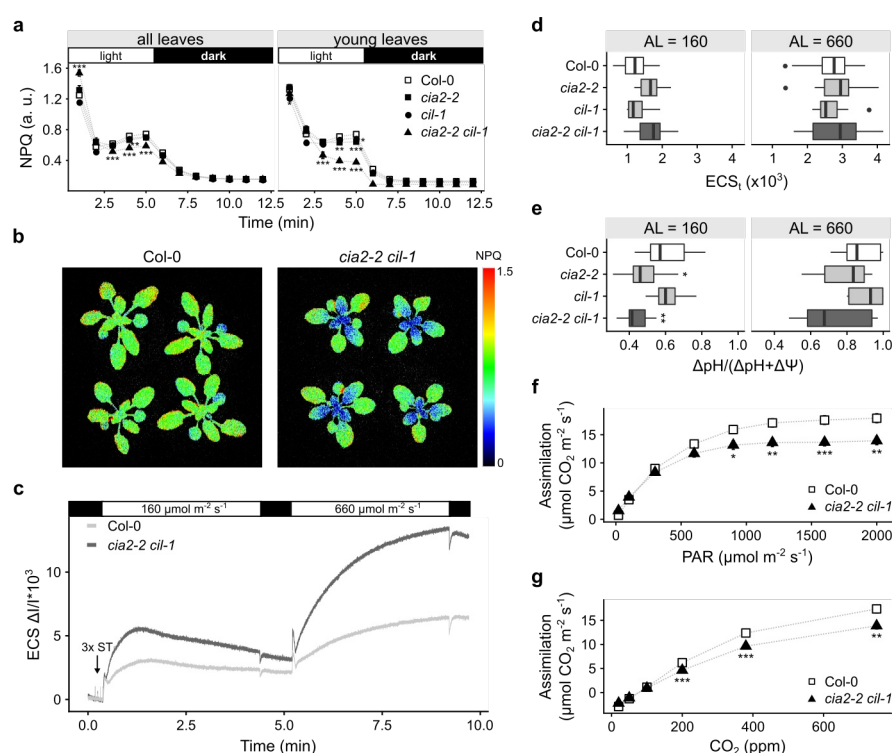 a
all leaves
young leaves
light
dark
light
dark
NPQ (a. u.)
1.6
1.2
0.8
0.4
***
***
***
***
*
***
***
**
***
***
*
Col-0
cia2-2
cil-1
cia2-2 cil-1
2.5 5.0 7.5 10.0 12.5
2.5 5.0 7.5 10.0 12.5
Time (min)
Time (min)
b
Col-0
cia2-2 cil-1
NPQ
1.5
0
c
160 µmol m-2 s-1
660 µmol m-2 s-1
Col-0
cia2-2 cil-1
3x ST
ECS ΔI/I*10³
10
5
0
0.0 2.5 5.0 7.5 10.0
Time (min)
d
AL = 160
AL = 660
Col-0
cia2-2
cil-1
cia2-2 cil-1
1 2 3 4
1 2 3 4
ECSt (x10³)
e
AL = 160
AL = 660
Col-0
cia2-2
cil-1
cia2-2 cil-1
*
**
0.4 0.6 0.8 1.0
0.4 0.6 0.8 1.0
ΔpH/(ΔpH+ΔΨ)
f
Assimilation
(µmol CO2 m-2 s-1)
20
15
10
5
0
*
**
***
**
Col-0
cia2-2 cil-1
0 500 1000 1500 2000
PAR (µmol m-2 s-1)
g
Assimilation
(µmol CO2 m-2 s-1)
15
10
5
0
***
***
**
Col-0
cia2-2 cil-1
0 200 400 600
CO2 (ppm)